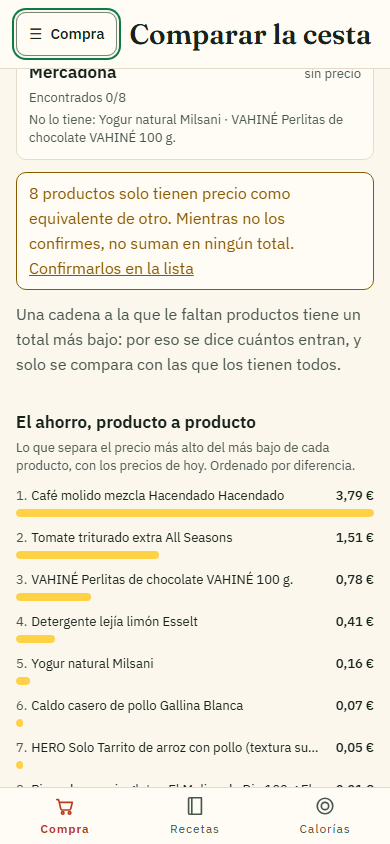 ☰ Compra
Comparar la cesta
Mercadona
sin precio
Encontrados 0/8
No lo tiene: Yogur natural Milsani · VAHINÉ Perlitas de
chocolate VAHINÉ 100 g.
8 productos solo tienen precio como
equivalente de otro. Mientras no los
confirmes, no suman en ningún total.
Confirmarlos en la lista
Una cadena a la que le faltan productos tiene un
total más bajo: por eso se dice cuántos entran, y
solo se compara con las que los tienen todos.
El ahorro, producto a producto
Lo que separa el precio más alto del más bajo de cada
producto, con los precios de hoy. Ordenado por diferencia.
1. Café molido mezcla Hacendado Hacendado 3,79 €
2. Tomate triturado extra All Seasons 1,51 €
3. VAHINÉ Perlitas de chocolate VAHINÉ 100 g. 0,78 €
4. Detergente lejía limón Esselt 0,41 €
5. Yogur natural Milsani 0,16 €
6. Caldo casero de pollo Gallina Blanca 0,07 €
7. HERO Solo Tarrito de arroz con pollo (textura su... 0,05 €
Compra
Recetas
Calorías